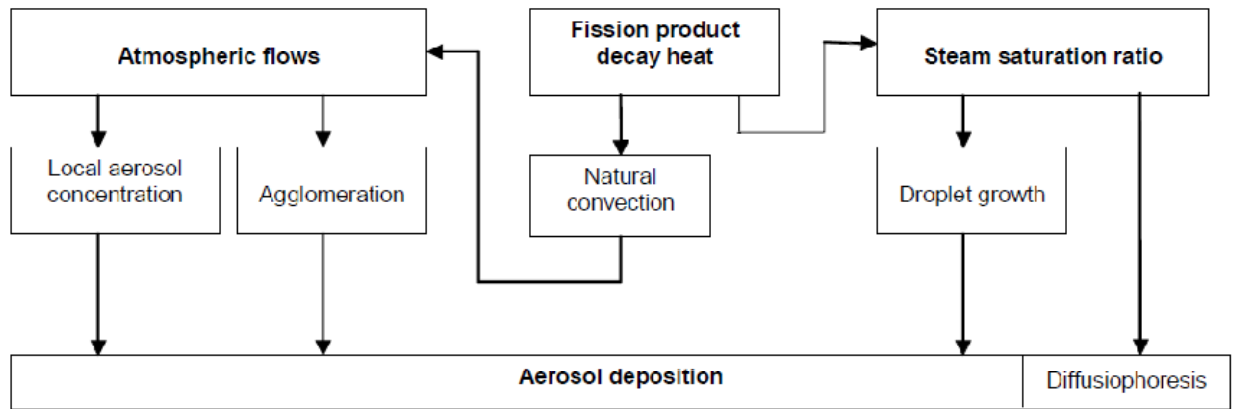 Atmospheric flows
Fission product
decay heat
Steam saturation ratio
Local aerosol
concentration
Agglomeration
Natural
convection
Droplet growth
Aerosol deposition
Diffusiophoresis